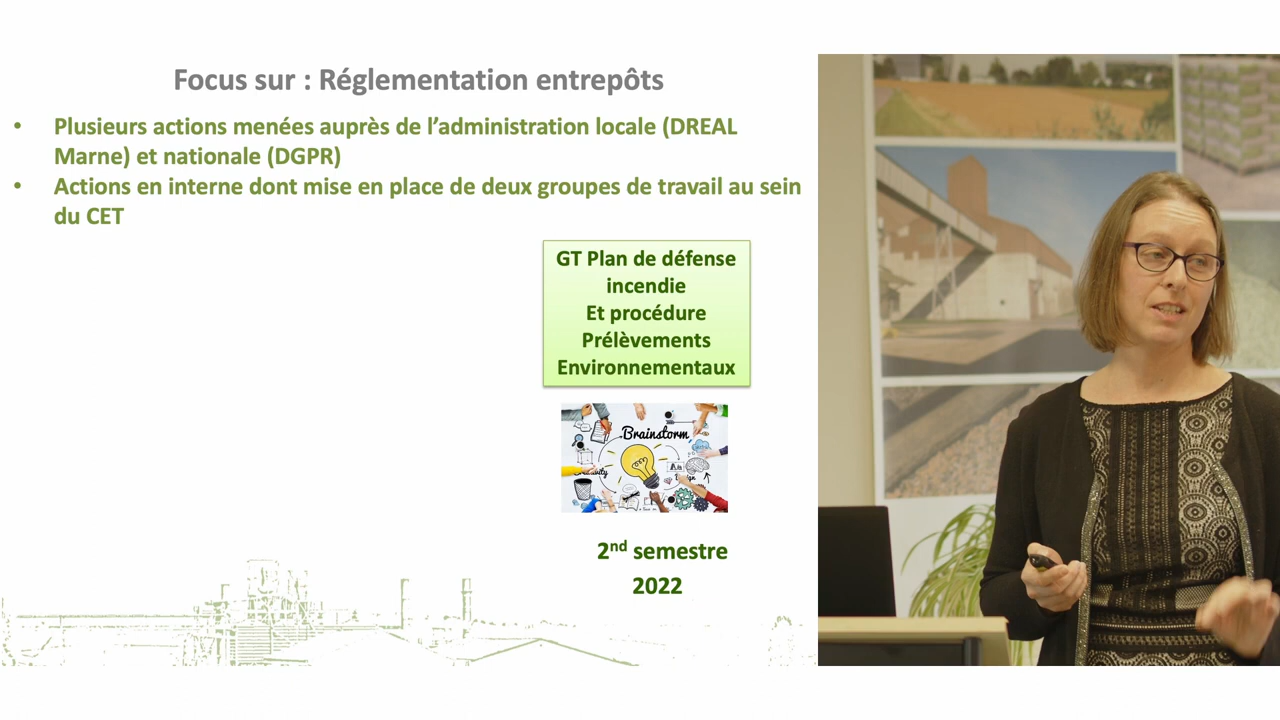 Focus sur : Réglementation entrepôts
• Plusieurs actions menées auprès de l’administration locale (DREAL
Marne) et nationale (DGPR)
• Actions en interne dont mise en place de deux groupes de travail au sein
du CET
GT Plan de défense
incendie
Et procédure
Prélèvements
Environnementaux
Brainstorm
2nd semestre
2022